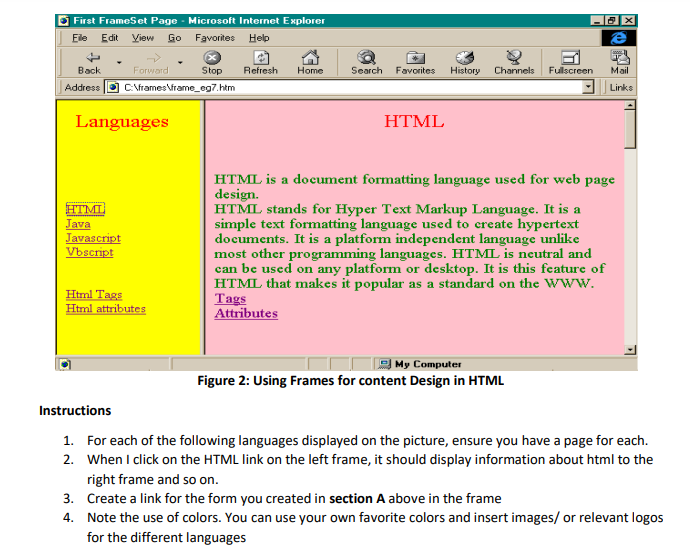 First FrameSet Page - Microsoft Internet Explorer
File Edit View Go Favorites Help
Back Forward Stop Refresh Home Search Favorites History Channels Fullscreen Mail
Address C:\frames\frame_eg7.htm Links
Languages
HTML
Java
Javascript
Vbscript
Html Tags
Html attributes
HTML
HTML is a document formatting language used for web page
design.
HTML stands for Hyper Text Markup Language. It is a
simple text formatting language used to create hypertext
documents. It is a platform independent language unlike
most other programming languages. HTML is neutral and
can be used on any platform or desktop. It is this feature of
HTML that makes it popular as a standard on the WWW.
Tags
Attributes
My Computer
Figure 2: Using Frames for content Design in HTML
Instructions
1. For each of the following languages displayed on the picture, ensure you have a page for each.
2. When I click on the HTML link on the left frame, it should display information about html to the
right frame and so on.
3. Create a link for the form you created in section A above in the frame
4. Note the use of colors. You can use your own favorite colors and insert images/ or relevant logos
for the different languages